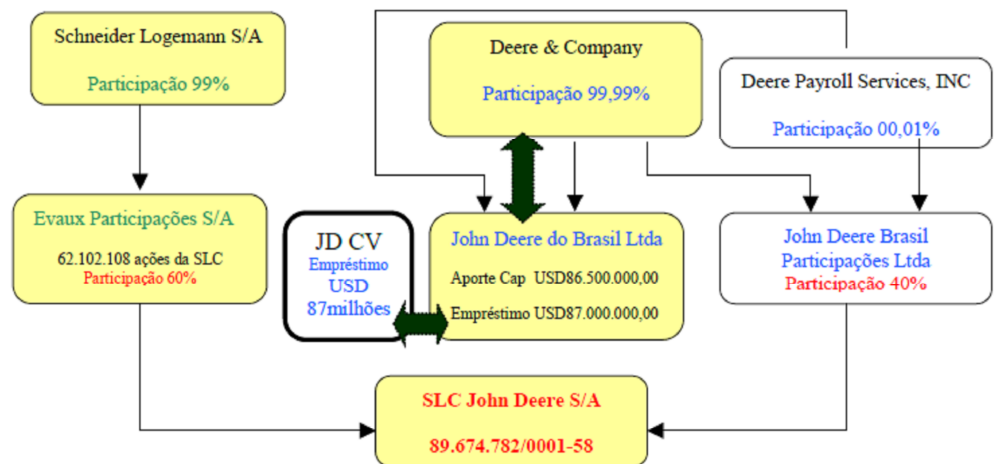 Schneider Logemann S/A
Participação 99%
Deere & Company
Participação 99,99%
Deere Payroll Services, INC
Participação 00,01%
Evaux Participações S/A
62.102.108 ações da SLC
Participação 60%
JD CV
Empréstimo
USD
87milhões
John Deere do Brasil Ltda
Aporte Cap USD86.500.000,00
Empréstimo USD87.000.000,00
John Deere Brasil
Participações Ltda
Participação 40%
SLC John Deere S/A
89.674.782/0001-58